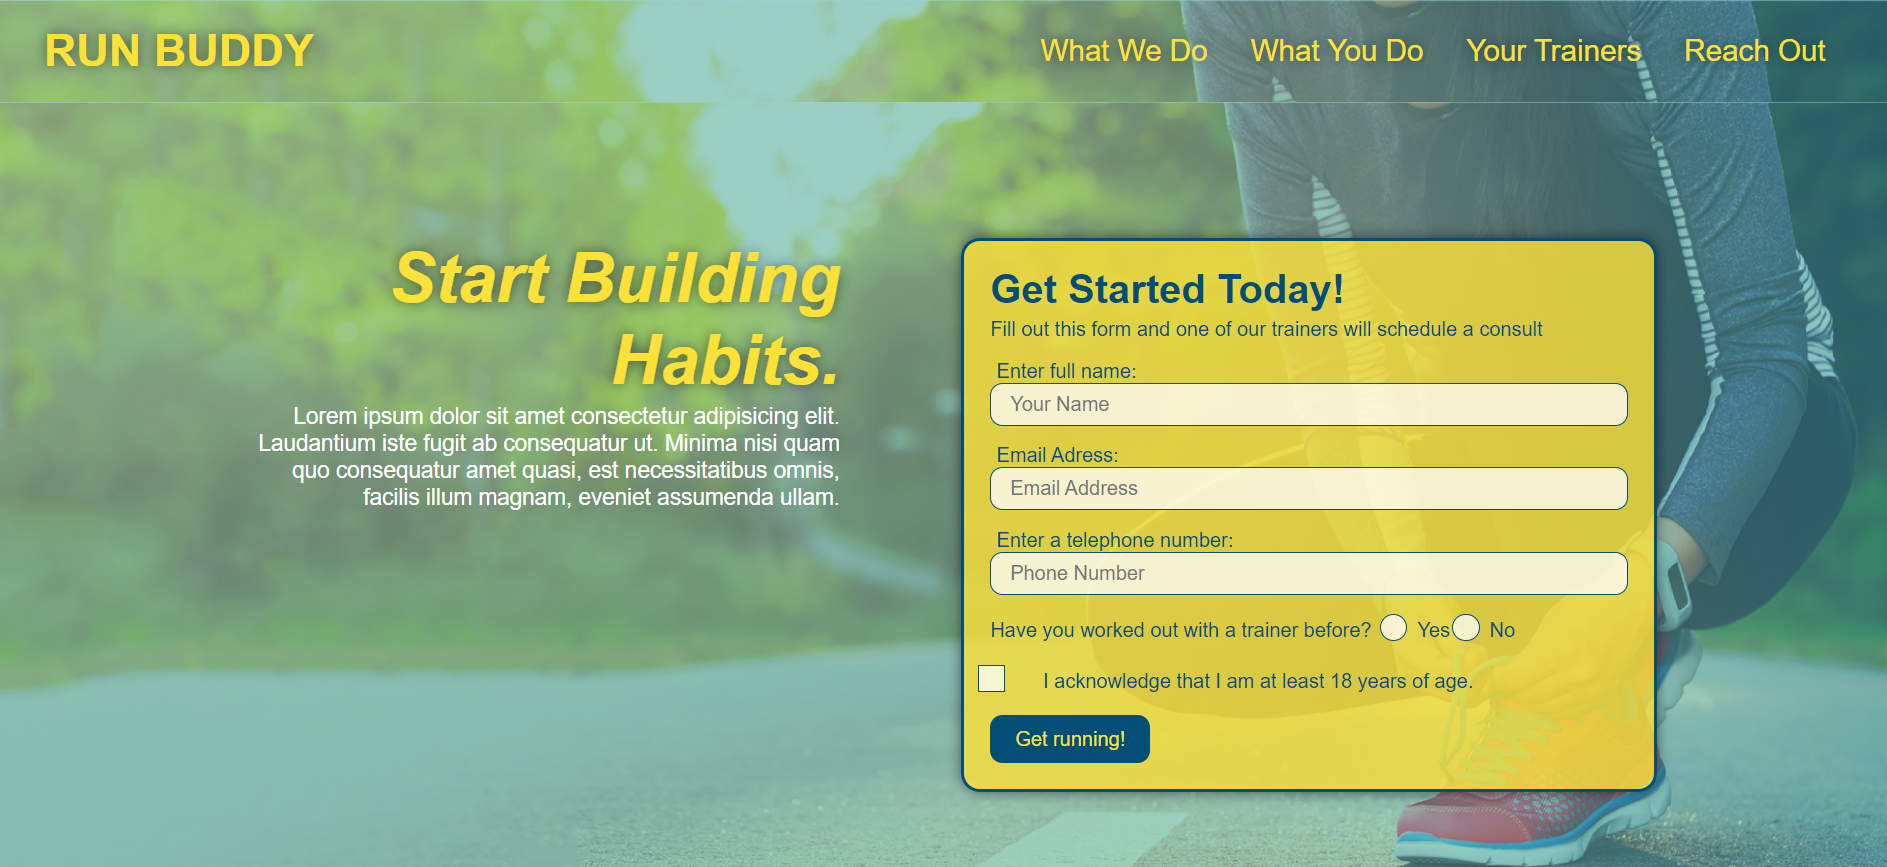 RUN BUDDY
What We Do What You Do Your Trainers Reach Out
Start Building
Habits.
Lorem ipsum dolor sit amet consectetur adipisicing elit.
Laudantium iste fugit ab consequatur ut. Minima nisi quam
quo consequatur amet quasi, est necessitatibus omnis,
facilis illum magnam, eveniet assumenda ullam.
Get Started Today!
Fill out this form and one of our trainers will schedule a consult
Enter full name:
Your Name
Email Adress:
Email Address
Enter a telephone number:
Phone Number
Have you worked out with a trainer before? Yes No
I acknowledge that I am at least 18 years of age.
Get running!